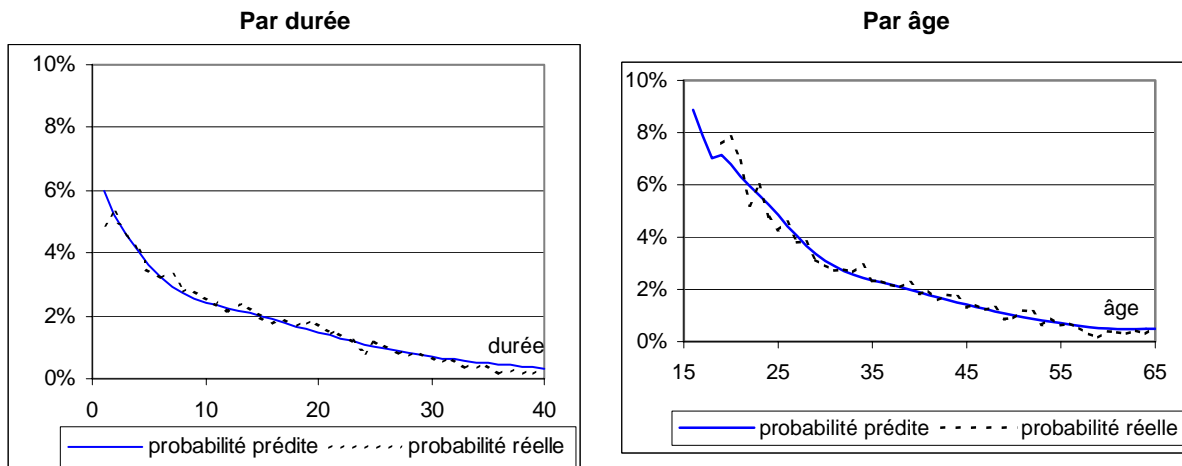 Par durée
10%
8%
6%
4%
2%
0%
durée
0 10 20 30 40
probabilité prédite probabilité réelle
Par âge
10%
8%
6%
4%
2%
0%
âge
15 25 35 45 55 65
probabilité prédite probabilité réelle